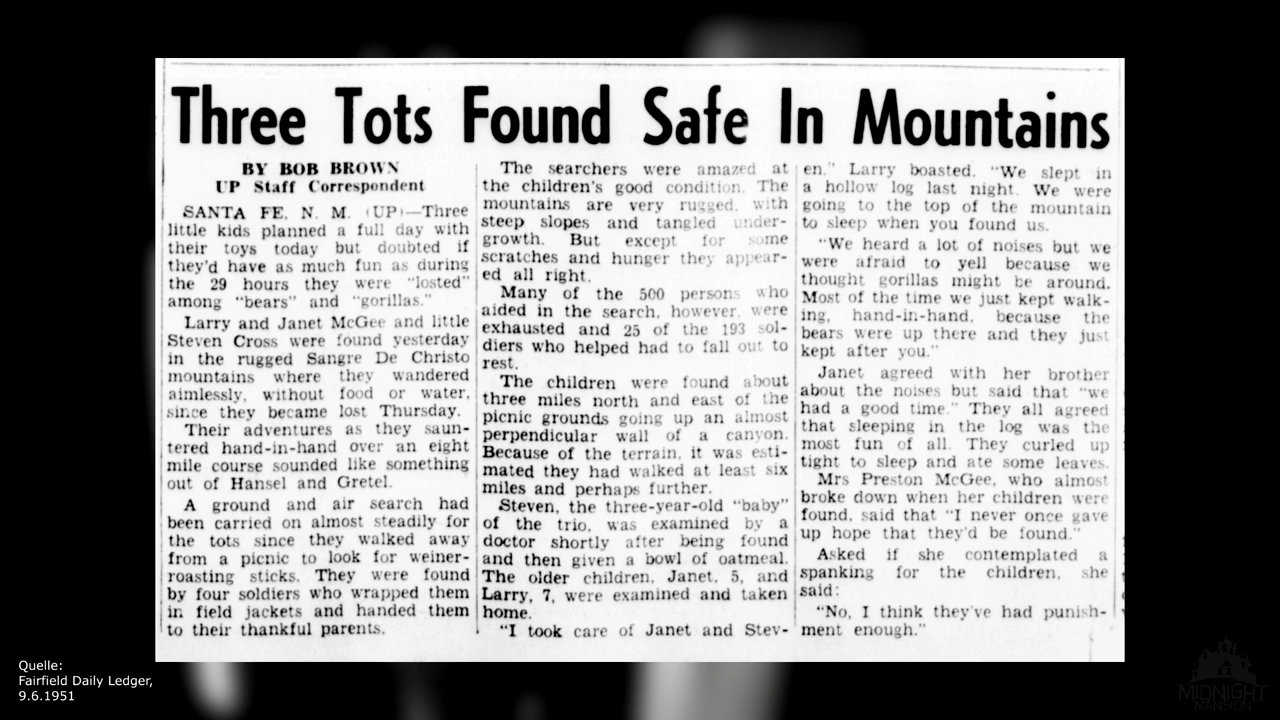 Three Tots Found Safe In Mountains
BY BOB BROWN
UP Staff Correspondent
SANTA FE, N. M. (UP)—Three
little kids planned a full day with
their toys today but doubted if
they'd have as much fun as during
the 29 hours they were "losted"
among "bears" and "gorillas."
Larry and Janet McGee and little
Steven Cross were found yesterday
in the rugged Sangre De Christo
mountains where they wandered
aimlessly, without food or water,
since they became lost Thursday.
Their adventures as they saun-
tered hand-in-hand over an eight
mile course sounded like something
out of Hansel and Gretel.
A ground and air search had
been carried on almost steadily for
the tots since they walked away
from a picnic to look for weiner-
roasting sticks. They were found
by four soldiers who wrapped them
in field jackets and handed them
to their thankful parents.
The searchers were amazed at
the children's good condition. The
mountains are very rugged, with
steep slopes and tangled under-
growth. But except for some
scratches and hunger they appear-
ed all right.
Many of the 500 persons who
aided in the search, however, were
exhausted and 25 of the 193 sol-
diers who helped had to fall out to
rest.
The children were found about
three miles north and east of the
picnic grounds going up an almost
perpendicular wall of a canyon.
Because of the terrain, it was esti-
mated they had walked at least six
miles and perhaps further.
Steven, the three-year-old "baby"
of the trio, was examined by a
doctor shortly after being found
and then given a bowl of oatmeal.
The older children, Janet, 5, and
Larry, 7, were examined and taken
home.
"I took care of Janet and Stev-
en." Larry boasted. "We slept in
a hollow log last night. We were
going to the top of the mountain
to sleep when you found us.
"We heard a lot of noises but we
were afraid to yell because we
thought gorillas might be around.
Most of the time we just kept walk-
ing, hand-in-hand, because the
bears were up there and they just
kept after you."
Janet agreed with her brother
about the noises but said that "we
had a good time." They all agreed
that sleeping in the log was the
most fun of all. They curled up
tight to sleep and ate some leaves.
Mrs Preston McGee, who almost
broke down when her children were
found, said that "I never once gave
up hope that they'd be found."
Asked if she contemplated a
spanking for the children, she
said:
"No, I think they've had punish-
ment enough."
Quelle:
Fairfield Daily Ledger,
9.6.1951
MIDNIGHT
MANSION